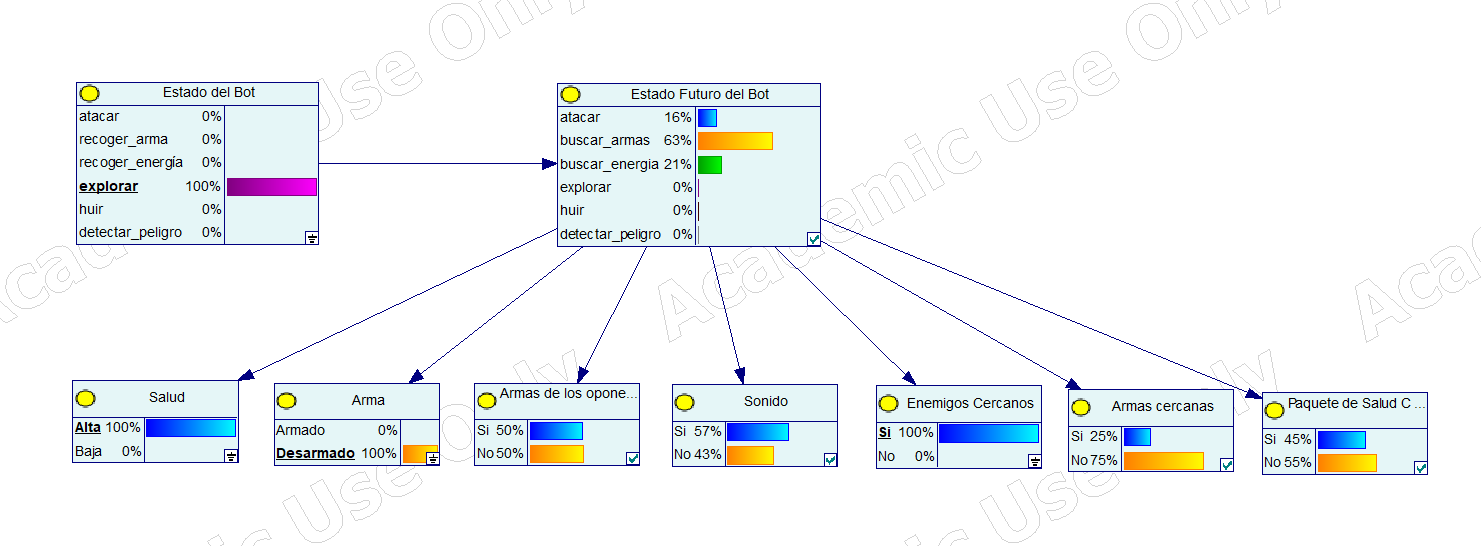 Estado del Bot
atacar 0%
recoger_arma 0%
recoger_energía 0%
explorar 100%
huir 0%
detectar_peligro 0%
Estado Futuro del Bot
atacar 16%
buscar_armas 63%
buscar_energia 21%
explorar 0%
huir 0%
detectar_peligro 0%
Salud
Alta 100%
Baja 0%
Arma
Armado 0%
Desarmado 100%
Armas de los opone...
Si 50%
No 50%
Sonido
Si 57%
No 43%
Enemigos Cercanos
Si 100%
No 0%
Armas cercanas
Si 25%
No 75%
Paquete de Salud C ...
Si 45%
No 55%
Academic Use Only
Academic Use Only
Academic Use Only